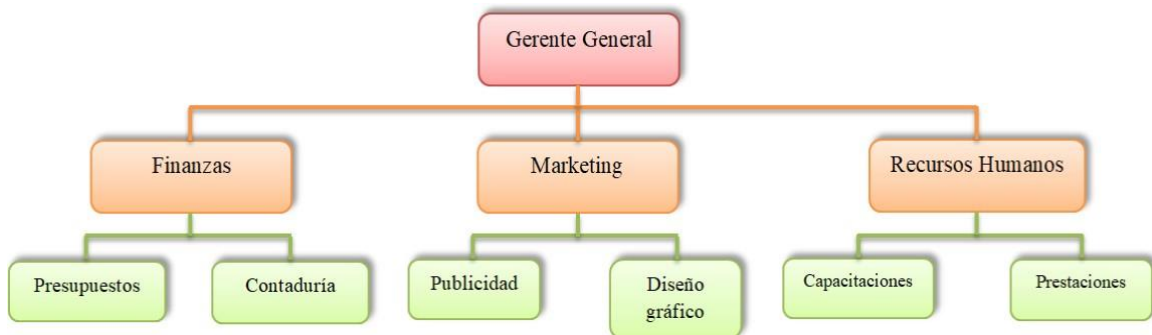 Gerente General
Finanzas
Marketing
Recursos Humanos
Presupuestos
Contaduría
Publicidad
Diseño
gráfico
Capacitaciones
Prestaciones